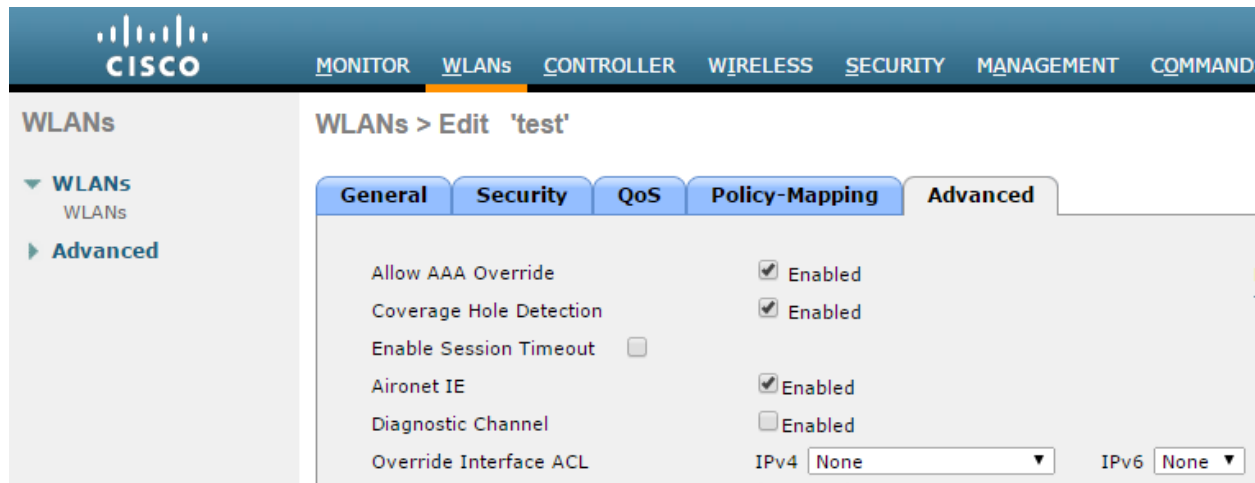 CISCO
MONITOR WLANs CONTROLLER WIRELESS SECURITY MANAGEMENT COMMAND
WLANs
WLANs
WLANs
Advanced
WLANs > Edit 'test'
General Security QoS Policy-Mapping Advanced
Allow AAA Override Enabled
Coverage Hole Detection Enabled
Enable Session Timeout
Aironet IE Enabled
Diagnostic Channel Enabled
Override Interface ACL IPv4 None IPv6 None